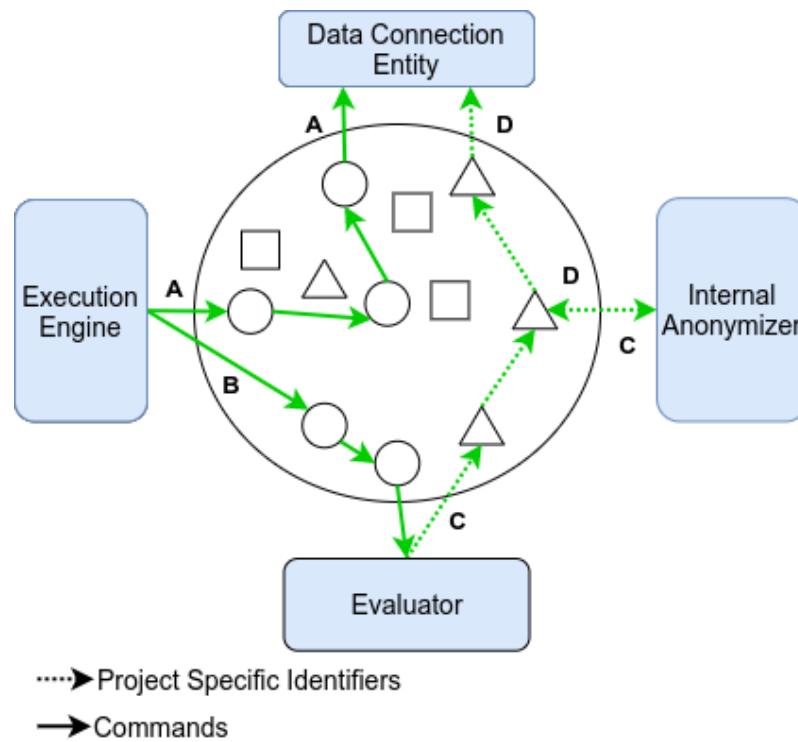 Data Connection
Entity
A
D
Execution
Engine
A
D
Internal
Anonymizer
C
B
C
Evaluator
Project Specific Identifiers
Commands